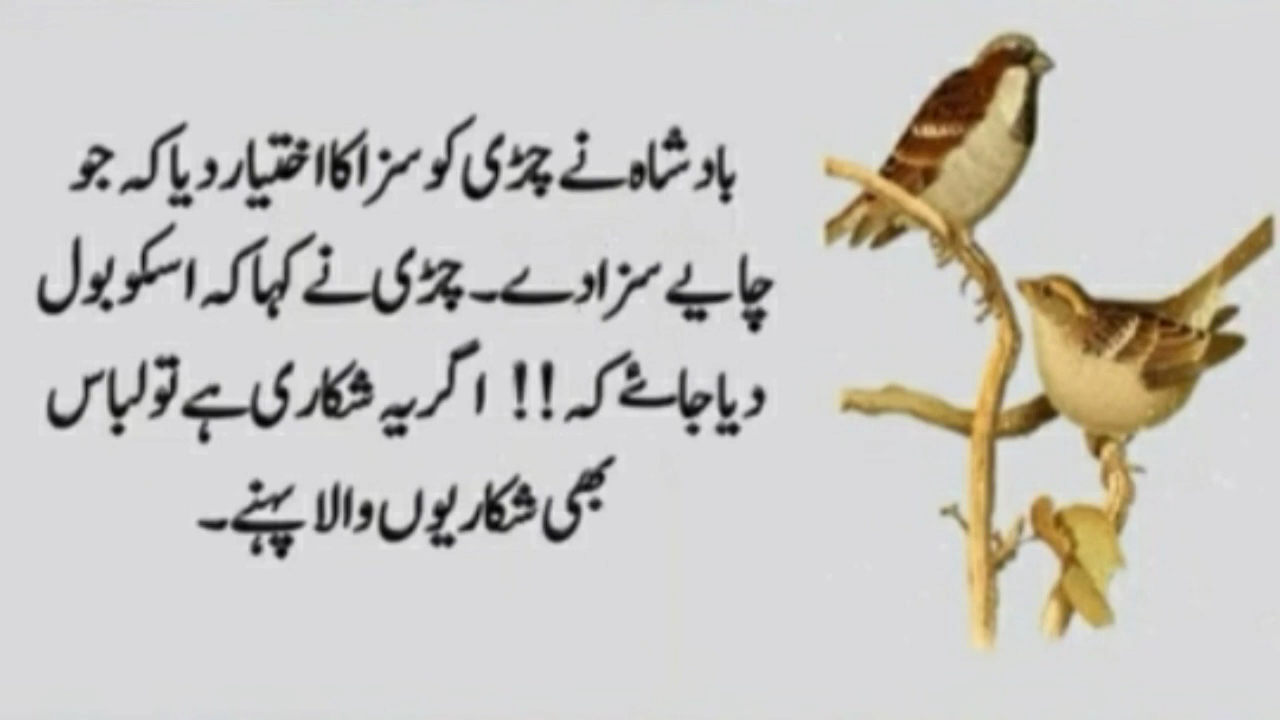 بادشاہ نے چڑی کو سزا کا اختیار دیا کہ جو
چایے سزا دے۔ چڑی نے کہا کہ اسکو بول
دیا جائے کہ !! اگر یہ شکاری ہے تو لباس
بھی شکاریوں والا پہنے۔